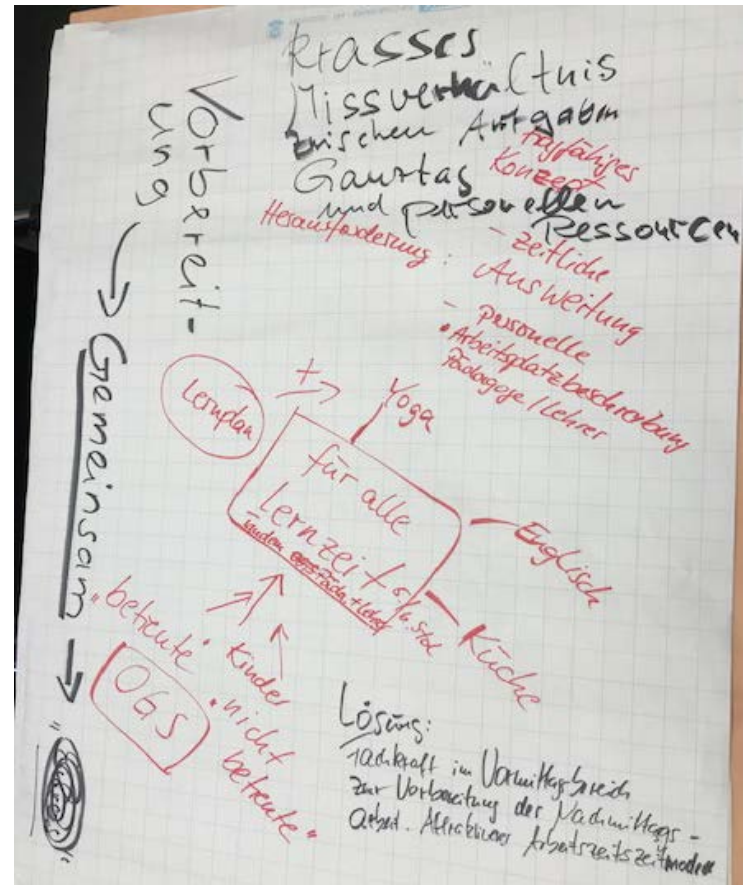 Krasses
Missverhältnis
zwischen Aufgaben
Ganztag
und personellen
Ressourcen
tragfähiges
Konzept
Herausforderung:
- zeitliche
Ausweitung
- personelle
• Arbeitsplatzbeschreibung
Pädagoge/Lehrer
Vorbereit-
ung
→ Gemeinsam →
Lernplan
+
Yoga
für alle
Lernzeit
Englisch
Küche
"betreute"
Kinder
"nicht
betreute"
OGS
Lösung:
Fachkraft im Vormittagsbereich
zur Vorbereitung der Nachmittags-
arbeit. Attraktiveres Arbeitszeitszeitmodell